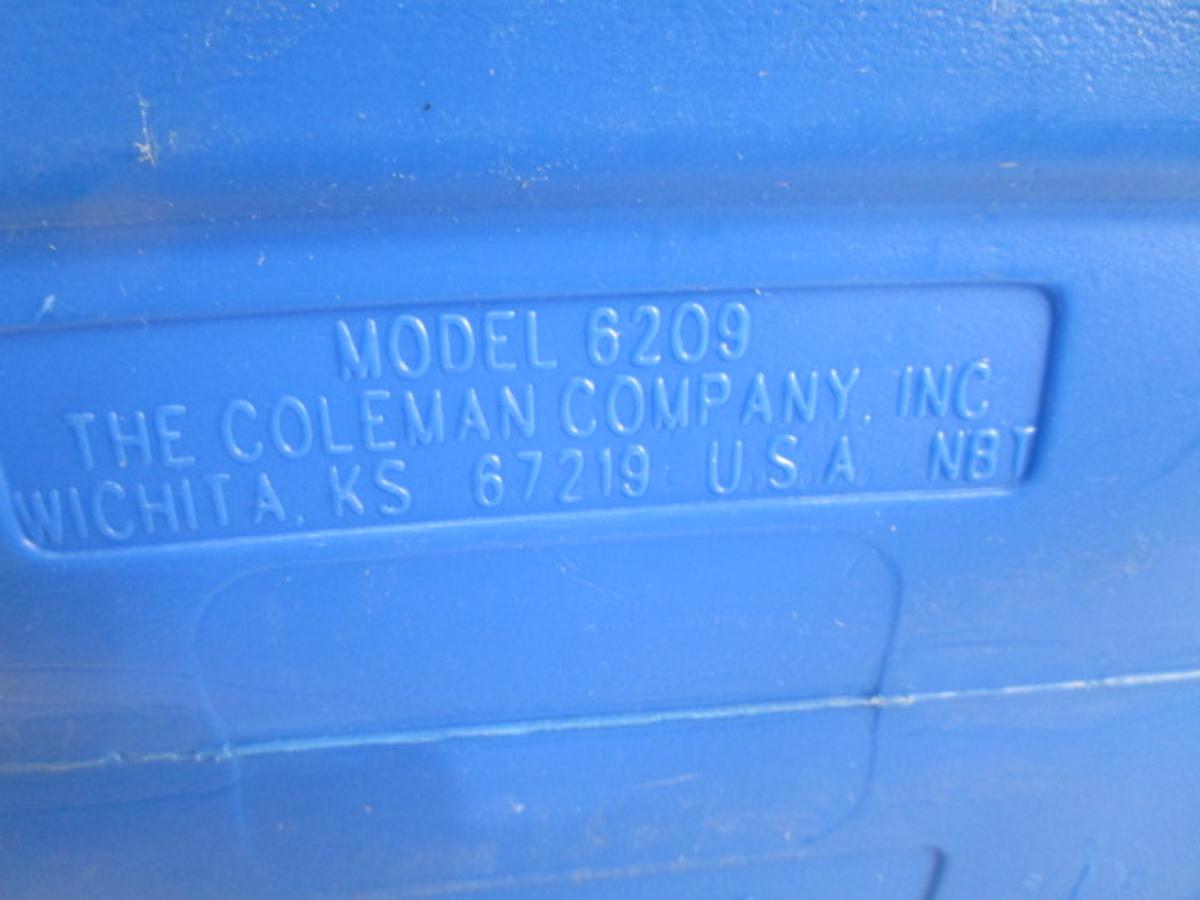 MODEL 6209
THE COLEMAN COMPANY, INC
WICHITA, KS 67219 U.S.A NBT